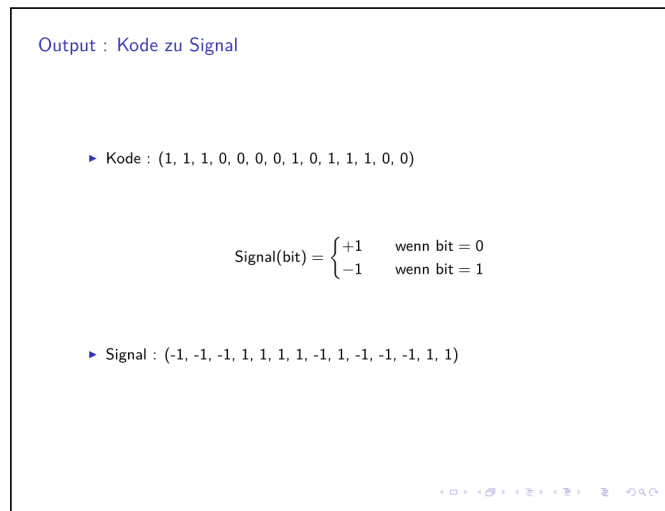 Output : Kode zu Signal
▶ Kode : (1, 1, 1, 0, 0, 0, 0, 1, 0, 1, 1, 1, 0, 0)
Signal(bit) = { +1 wenn bit = 0
−1 wenn bit = 1
▶ Signal : (-1, -1, -1, 1, 1, 1, 1, -1, 1, -1, -1, -1, 1, 1)